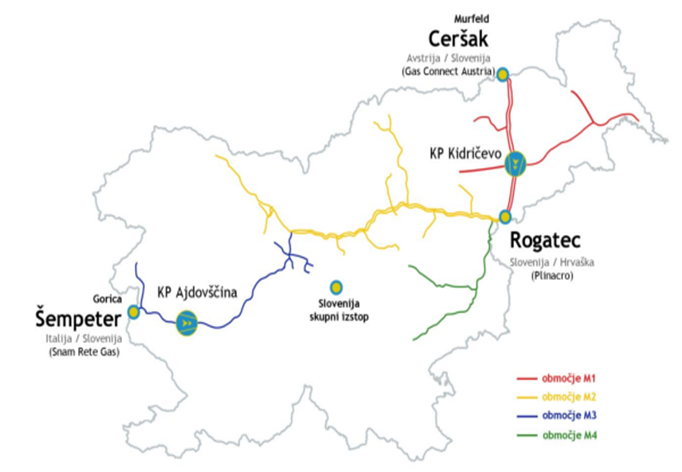 Murfeld
Ceršak
Avstrija / Slovenija
(Gas Connect Austria)
KP Kidričevo
Rogatec
Slovenija / Hrvaška
(Plinacro)
KP Ajdovščina
Gorica
Šempeter
Italija / Slovenija
(Snam Rete Gas)
Slovenija
skupni izstop
območje M1
območje M2
območje M3
območje M4